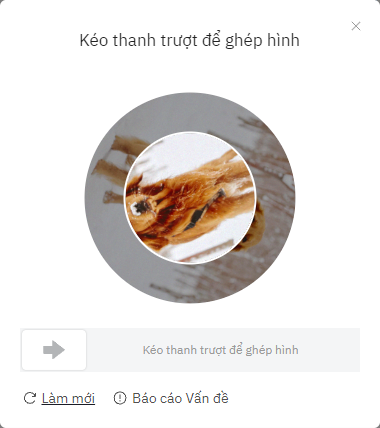 Kéo thanh trượt để ghép hình
Kéo thanh trượt để ghép hình
Làm mới
Báo cáo Vấn đề